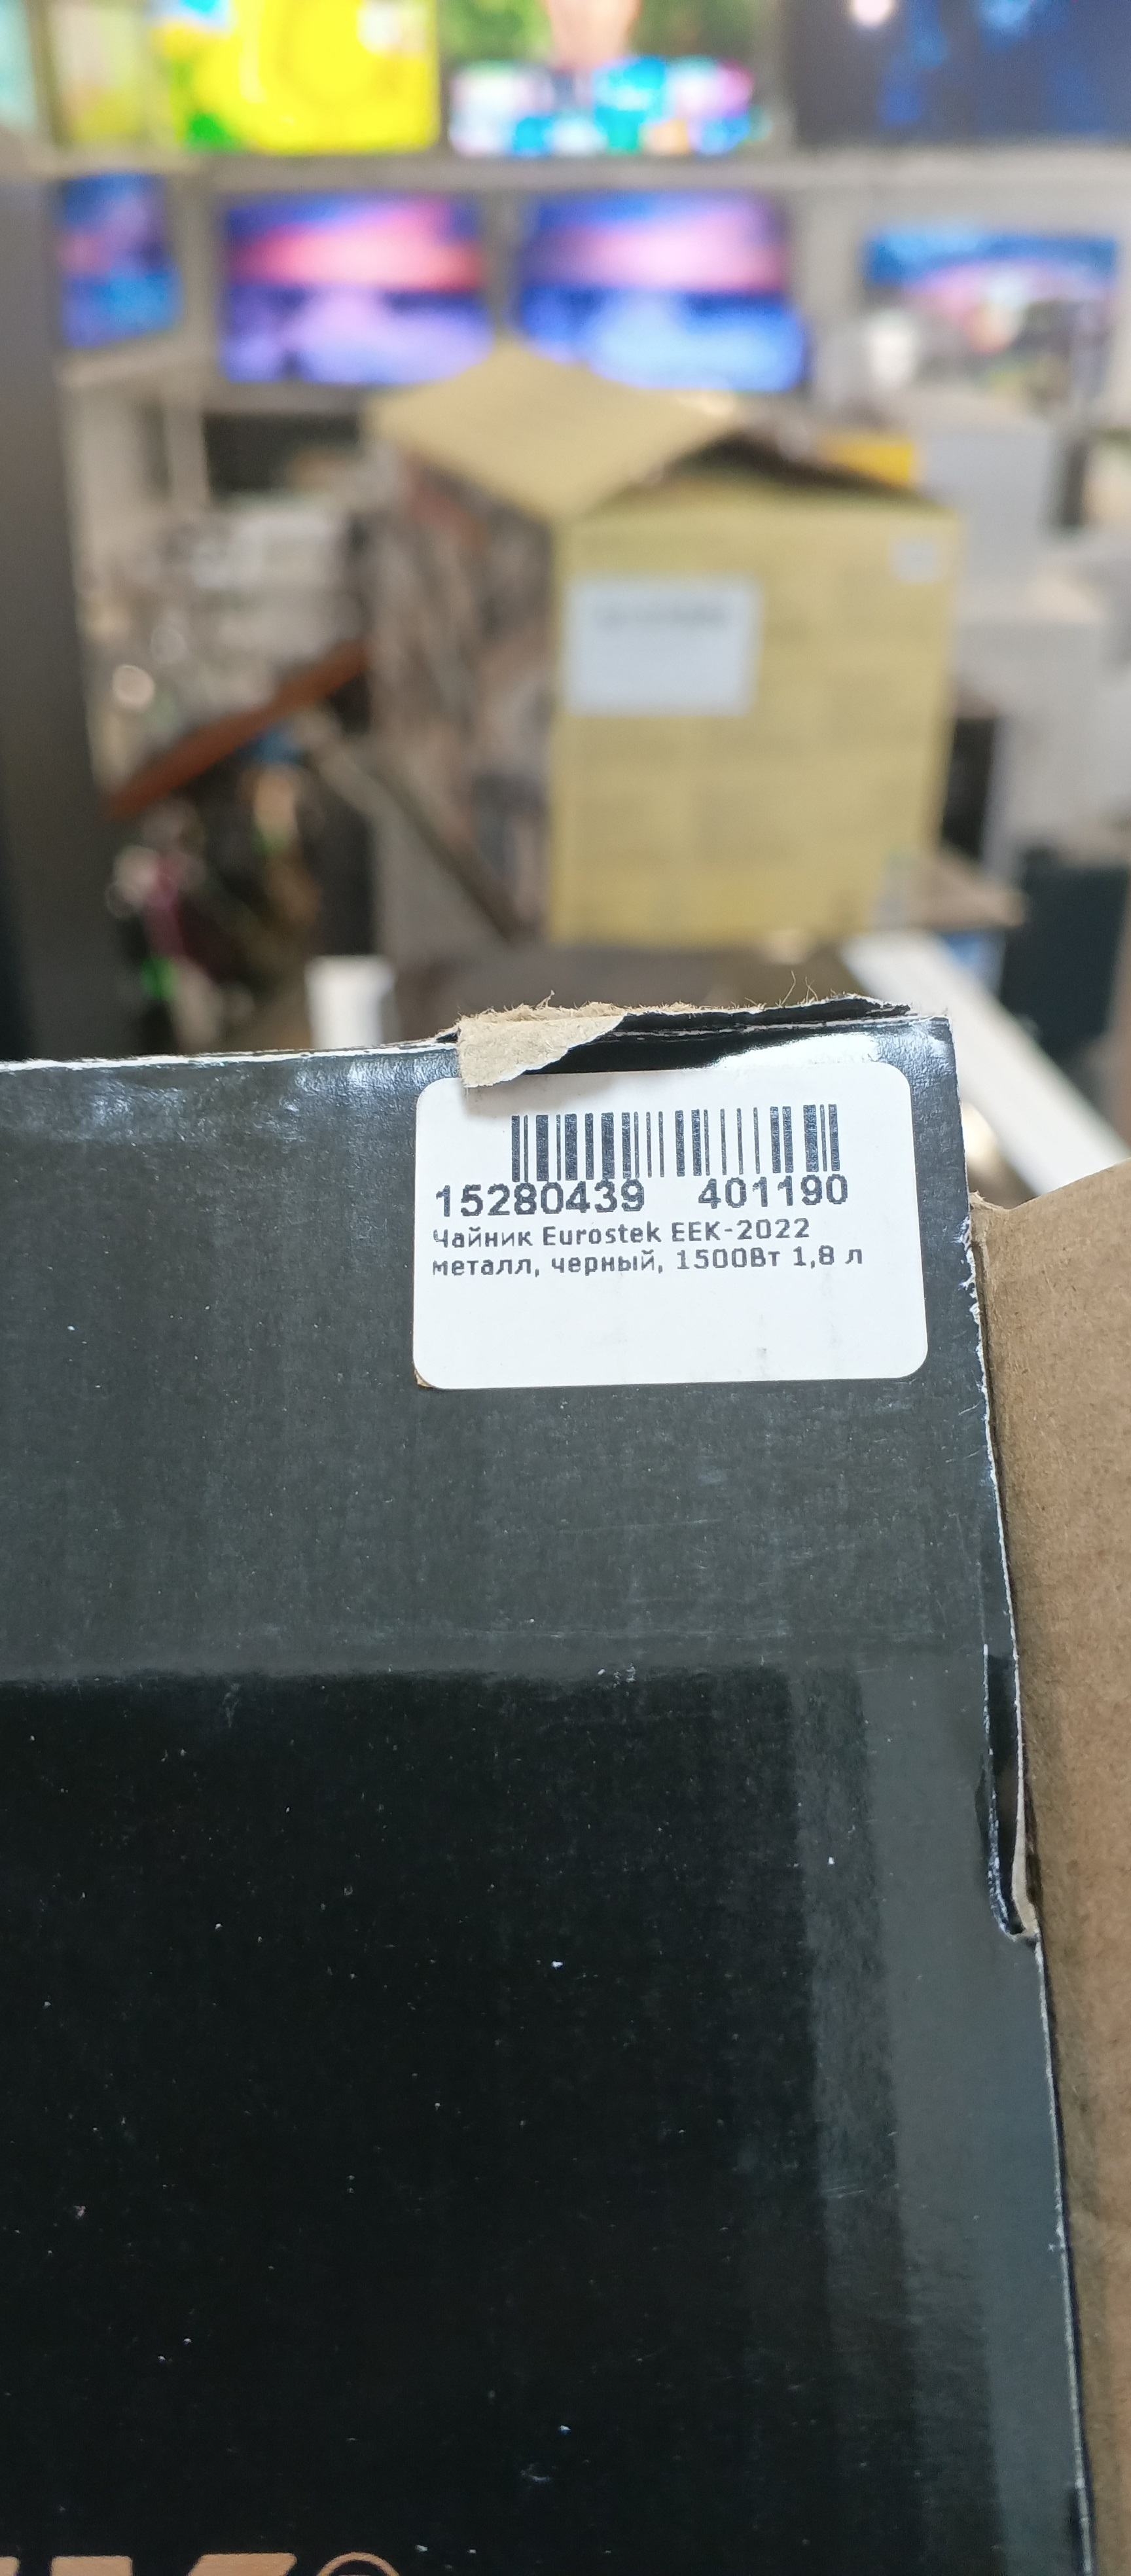 15280439 401190
Чайник Eurostek EEK-2022
металл, черный, 1500Вт 1,8 л